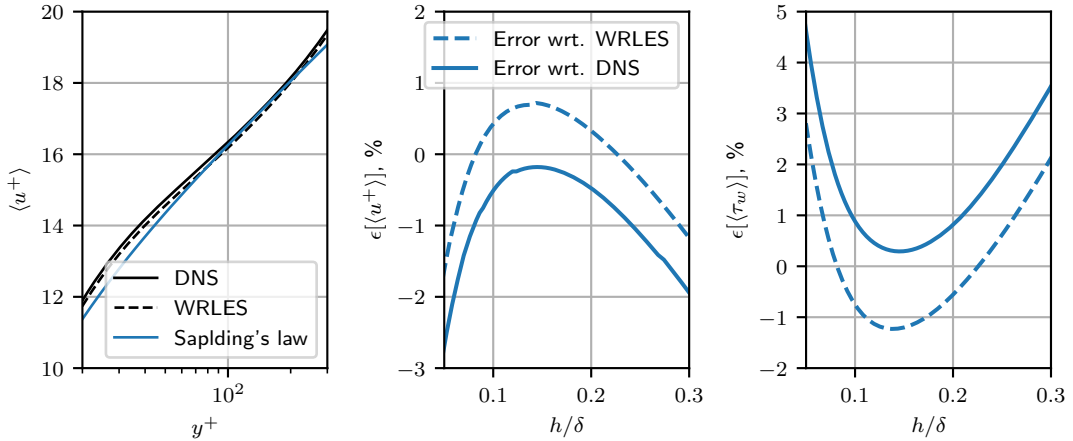 20
18
16
14
12
10
⟨u⁺⟩
DNS
WRLES
Saplding's law
10²
y⁺
2
1
0
−1
−2
−3
ϵ[⟨u⁺⟩], %
Error wrt. WRLES
Error wrt. DNS
0.1 0.2 0.3
h/δ
5
4
3
2
1
0
−1
−2
ϵ[⟨τ_w⟩], %
0.1 0.2 0.3
h/δ